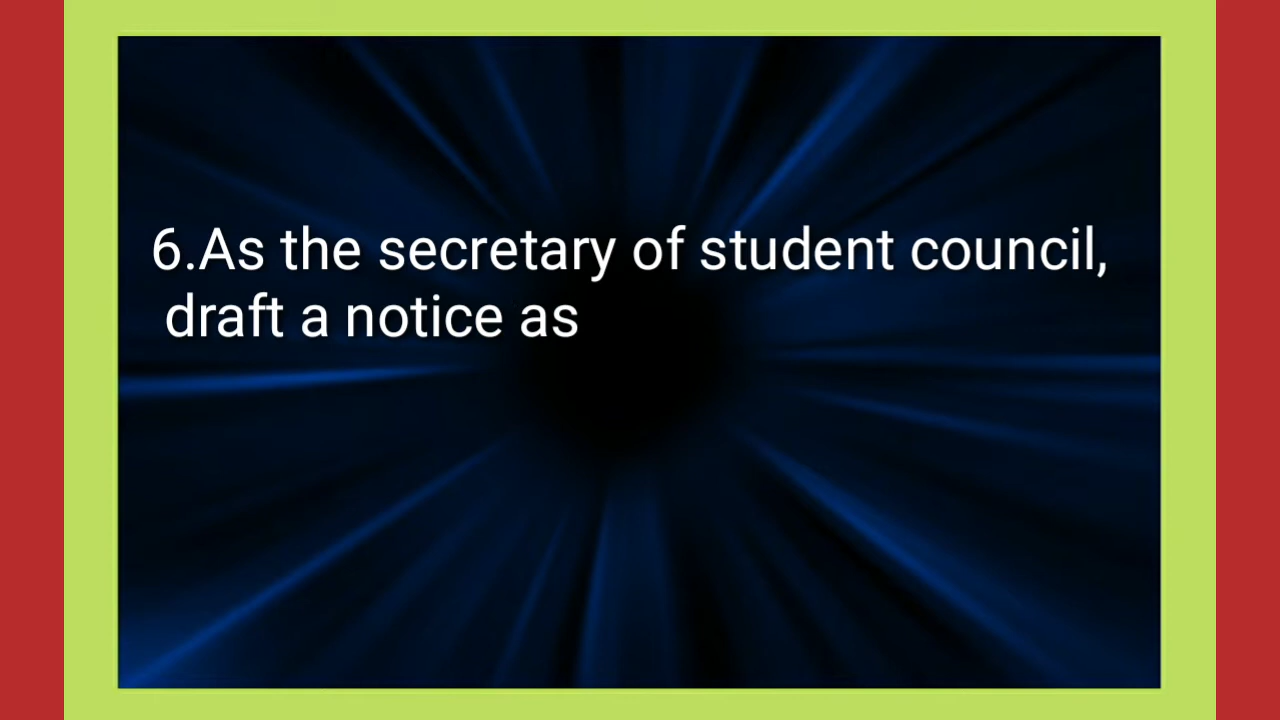 6.As the secretary of student council,
draft a notice as